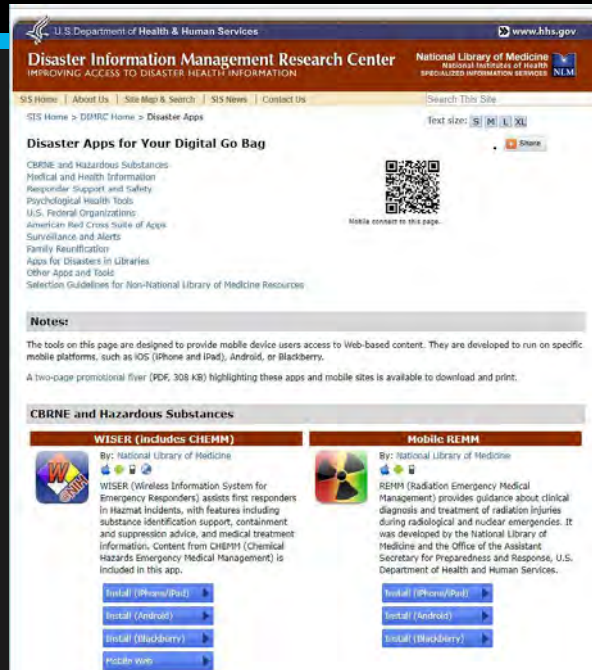 U.S. Department of Health & Human Services
www.hhs.gov
Disaster Information Management Research Center
IMPROVING ACCESS TO DISASTER HEALTH INFORMATION
National Library of Medicine
National Institutes of Health
SPECIALIZED INFORMATION SERVICES
NLM
SIS Home | About Us | Site Map & Search | SIS News | Contact Us
Search This Site
SIS Home > DIMRC Home > Disaster Apps
Text size: S M L XL
Disaster Apps for Your Digital Go Bag
Share
CBRNE and Hazardous Substances
Medical and Health Information
Responder Support and Safety
Psychological Health Tools
U.S. Federal Organizations
American Red Cross Suite of Apps
Surveillance and Alerts
Family Reunification
Apps for Disasters in Libraries
Other Apps and Tools
Selection Guidelines for Non-National Library of Medicine Resources
Mobile connect to this page.
Notes:
The tools on this page are designed to provide mobile device users access to Web-based content. They are developed to run on specific
mobile platforms, such as iOS (iPhone and iPad), Android, or Blackberry.
A two-page promotional flyer (PDF, 308 KB) highlighting these apps and mobile sites is available to download and print.
CBRNE and Hazardous Substances
WISER (includes CHEMM)
W
NIH
By: National Library of Medicine
WISER (Wireless Information System for
Emergency Responders) assists first responders
in Hazmat incidents, with features including
substance identification support, containment
and suppression advice, and medical treatment
information. Content from CHEMM (Chemical
Hazards Emergency Medical Management) is
included in this app.
Install (iPhone/iPad)
Install (Android)
Install (Blackberry)
Mobile Web
Mobile REMM
By: National Library of Medicine
REMM (Radiation Emergency Medical
Management) provides guidance about clinical
diagnosis and treatment of radiation injuries
during radiological and nuclear emergencies. It
was developed by the National Library of
Medicine and the Office of the Assistant
Secretary for Preparedness and Response, U.S.
Department of Health and Human Services.
Install (iPhone/iPad)
Install (Android)
Install (Blackberry)